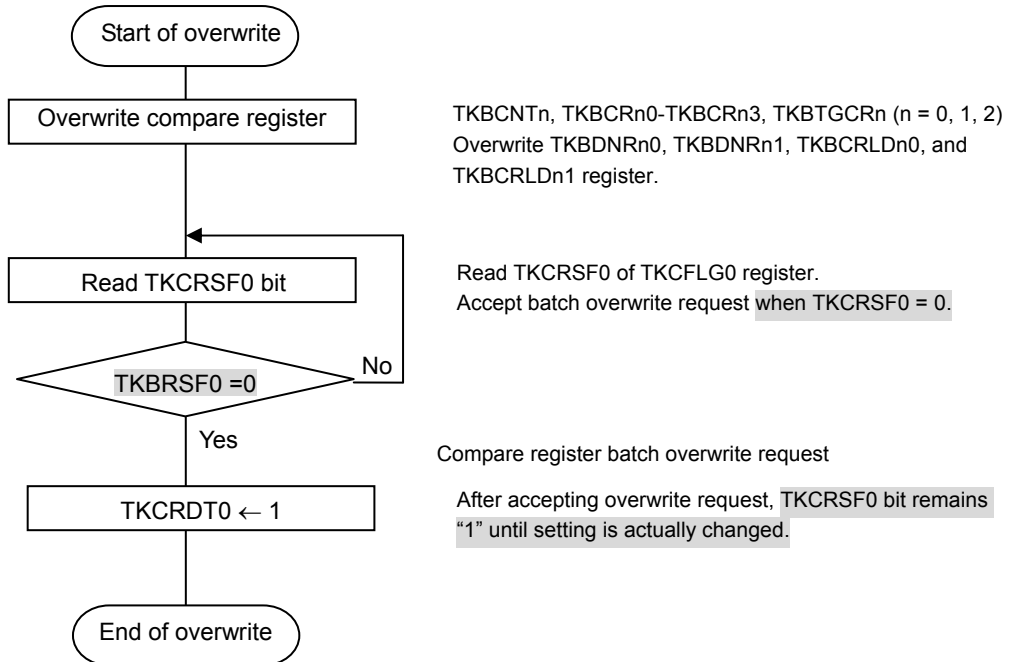 Start of overwrite
Overwrite compare register
TKBCNTn, TKBCRn0-TKBCRn3, TKBTGCRn (n = 0, 1, 2)
Overwrite TKBDNRn0, TKBDNRn1, TKBCRLDn0, and
TKBCRLDn1 register.
Read TKCRSF0 bit
Read TKCRSF0 of TKCFLG0 register.
Accept batch overwrite request when TKCRSF0 = 0.
TKBRSF0 =0
No
Yes
Compare register batch overwrite request
TKCRDT0 ← 1
After accepting overwrite request, TKCRSF0 bit remains
“1” until setting is actually changed.
End of overwrite